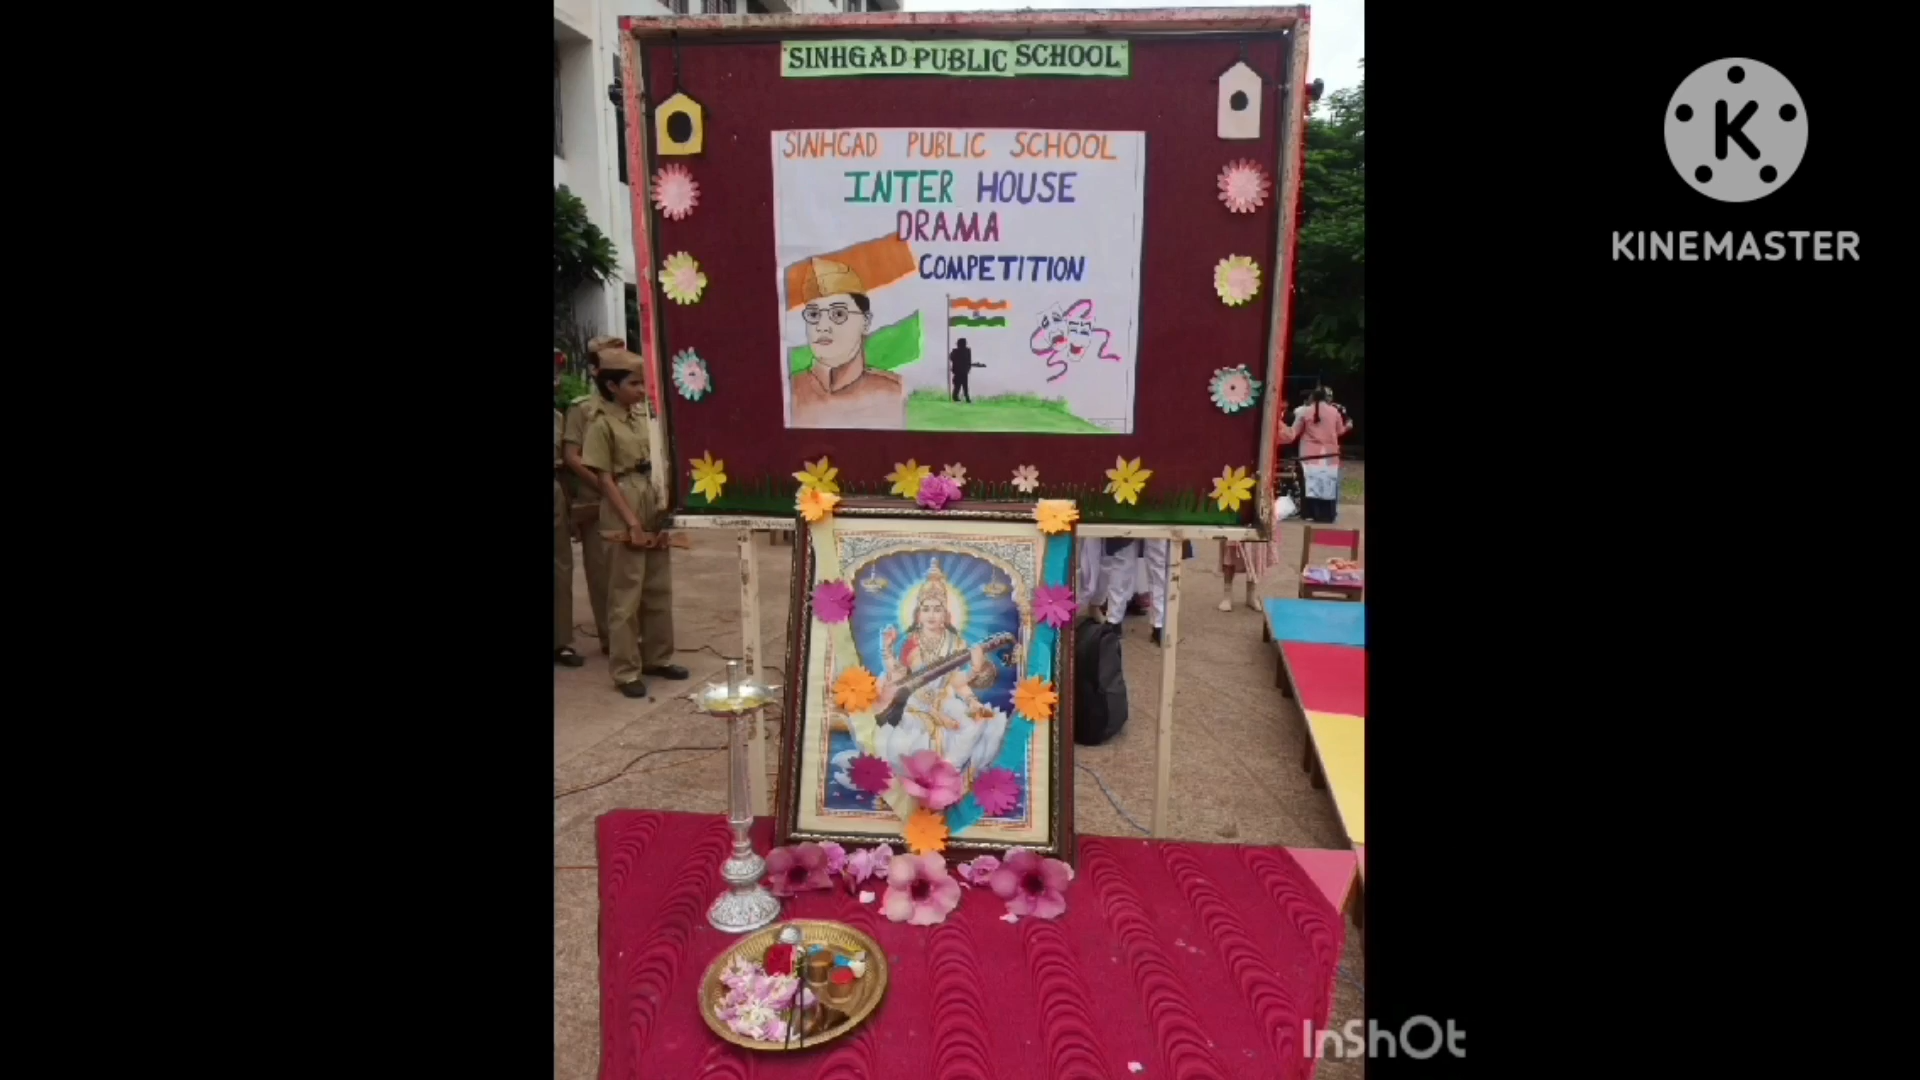 SINHGAD PUBLIC SCHOOL
SINHGAD PUBLIC SCHOOL
INTER HOUSE
DRAMA
COMPETITION
K
KINEMASTER
InShOt